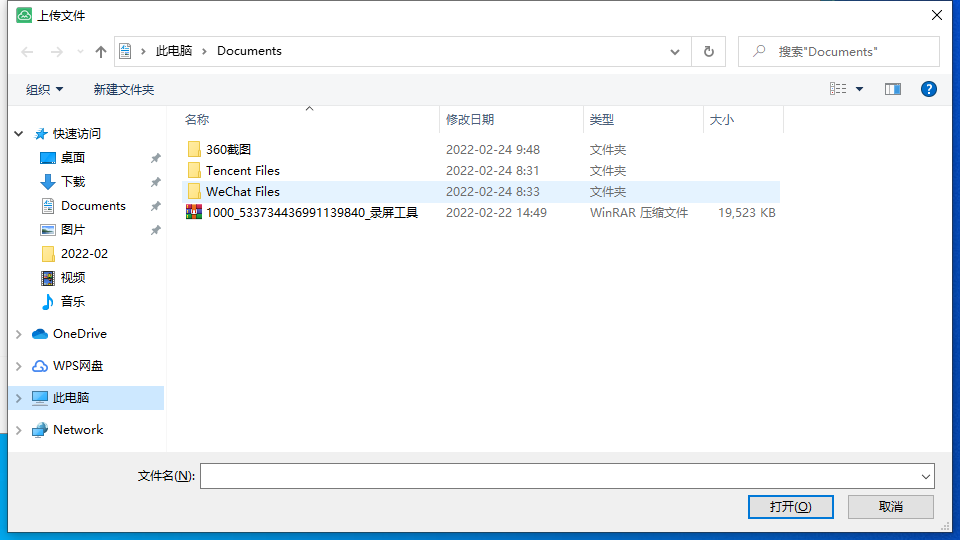 上传文件
此电脑 Documents 搜索"Documents"
组织 新建文件夹
名称 修改日期 类型 大小
快速访问
桌面
下载
Documents
图片
2022-02
视频
音乐
OneDrive
WPS网盘
此电脑
Network
360截图 2022-02-24 9:48 文件夹
Tencent Files 2022-02-24 8:31 文件夹
WeChat Files 2022-02-24 8:33 文件夹
1000_533734436991139840_录屏工具 2022-02-22 14:49 WinRAR 压缩文件 19,523 KB
文件名(N):
打开(O) 取消